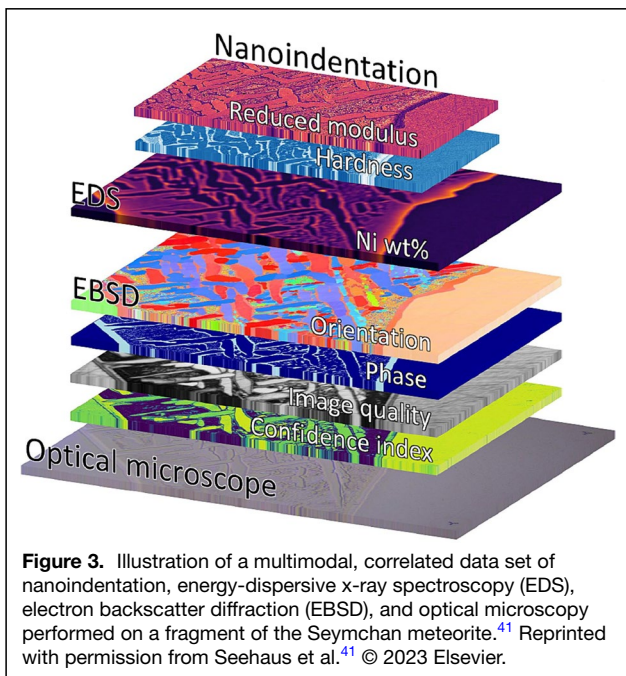 Nanoindentation
Reduced modulus
Hardness
EDS
Ni wt%
EBSD
Orientation
Phase
Image quality
Confidence index
Optical microscope
Figure 3. Illustration of a multimodal, correlated data set of
nanoindentation, energy-dispersive x-ray spectroscopy (EDS),
electron backscatter diffraction (EBSD), and optical microscopy
performed on a fragment of the Seymchan meteorite.⁴¹ Reprinted
with permission from Seehaus et al.⁴¹ © 2023 Elsevier.